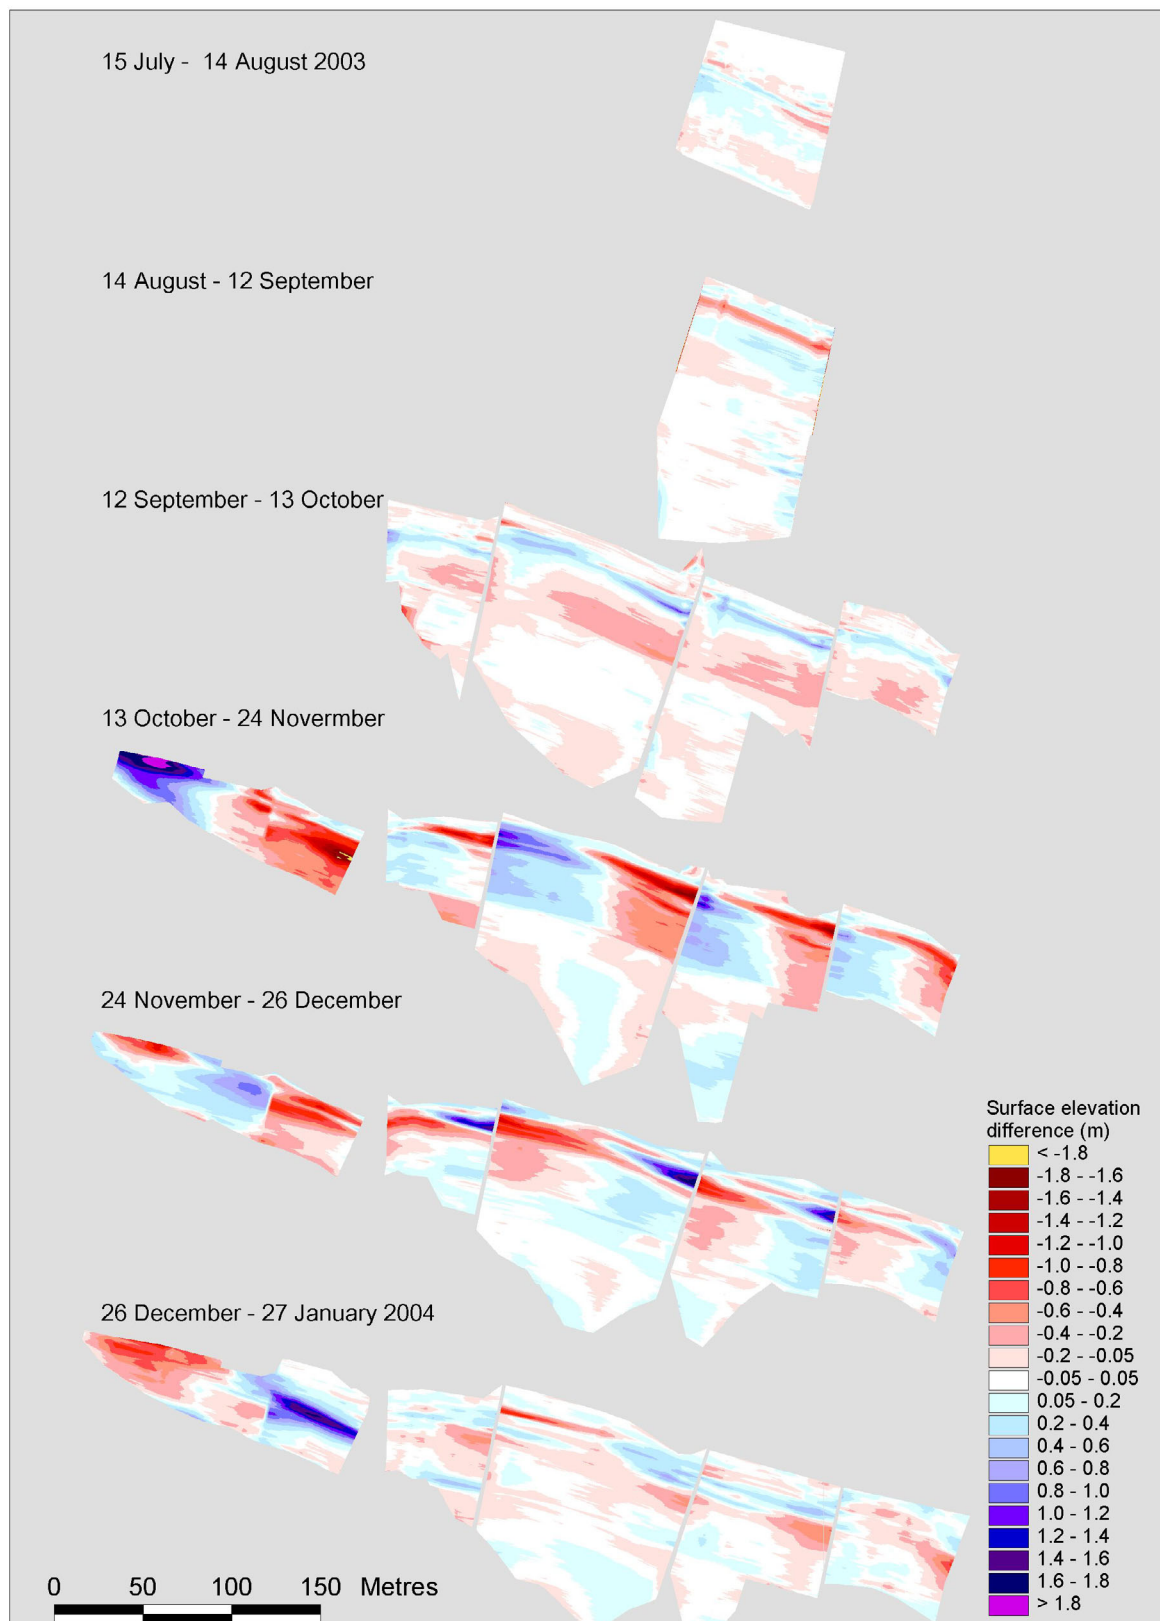 15 July - 14 August 2003
14 August - 12 September
12 September - 13 October
13 October - 24 Novermber
24 November - 26 December
26 December - 27 January 2004
Surface elevation
difference (m)
< -1.8
-1.8 - -1.6
-1.6 - -1.4
-1.4 - -1.2
-1.2 - -1.0
-1.0 - -0.8
-0.8 - -0.6
-0.6 - -0.4
-0.4 - -0.2
-0.2 - -0.05
-0.05 - 0.05
0.05 - 0.2
0.2 - 0.4
0.4 - 0.6
0.6 - 0.8
0.8 - 1.0
1.0 - 1.2
1.2 - 1.4
1.4 - 1.6
1.6 - 1.8
> 1.8
0 50 100 150 Metres